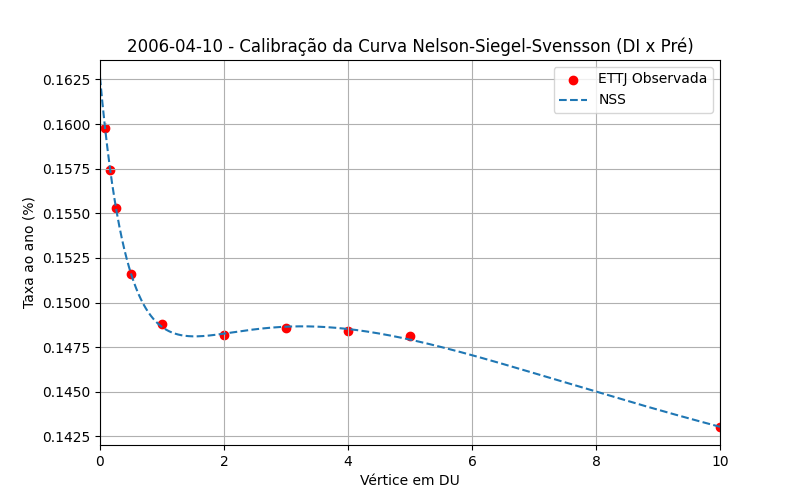 2006-04-10 - Calibração da Curva Nelson-Siegel-Svensson (DI x Pré)
ETTJ Observada
NSS
Taxa ao ano (%)
0.1625
0.1600
0.1575
0.1550
0.1525
0.1500
0.1475
0.1450
0.1425
0 2 4 6 8 10
Vértice em DU